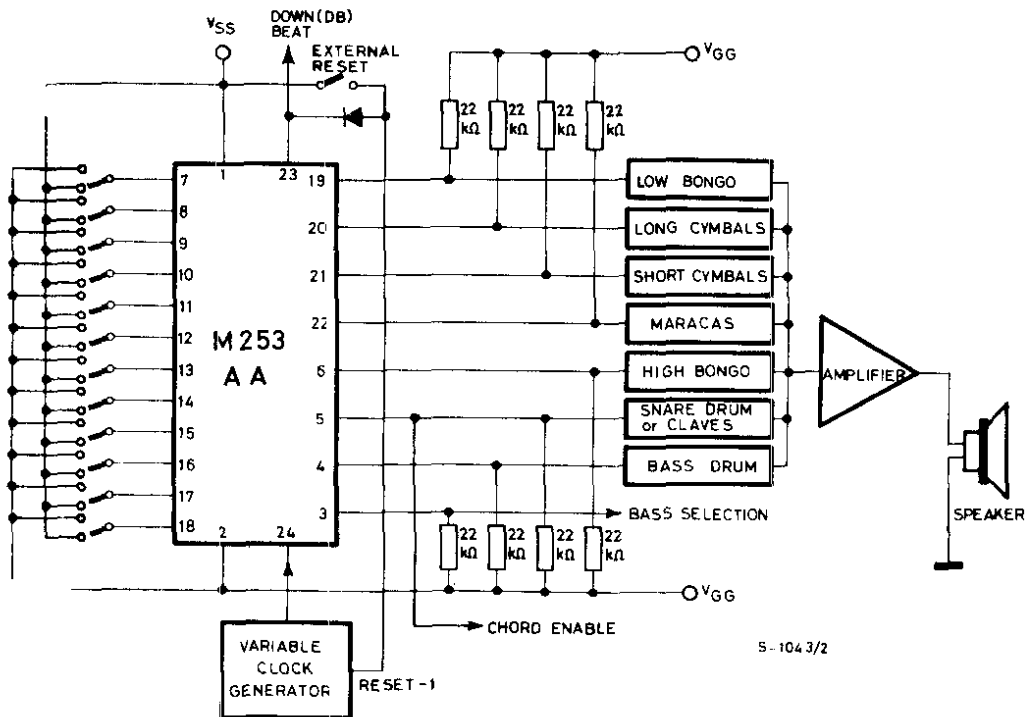 VSS
DOWN(DB)
BEAT
EXTERNAL
RESET
VGG
22
kΩ
22
kΩ
22
kΩ
22
kΩ
1
23
7
8
9
10
11
12
13
14
15
16
17
18
M253
AA
19
20
21
22
6
5
4
3
2
24
LOW BONGO
LONG CYMBALS
SHORT CYMBALS
MARACAS
HIGH BONGO
SNARE DRUM
or CLAVES
BASS DRUM
AMPLIFIER
SPEAKER
BASS SELECTION
22
kΩ
22
kΩ
22
kΩ
22
kΩ
VGG
CHORD ENABLE
VARIABLE
CLOCK
GENERATOR
RESET-1
S-1043/2